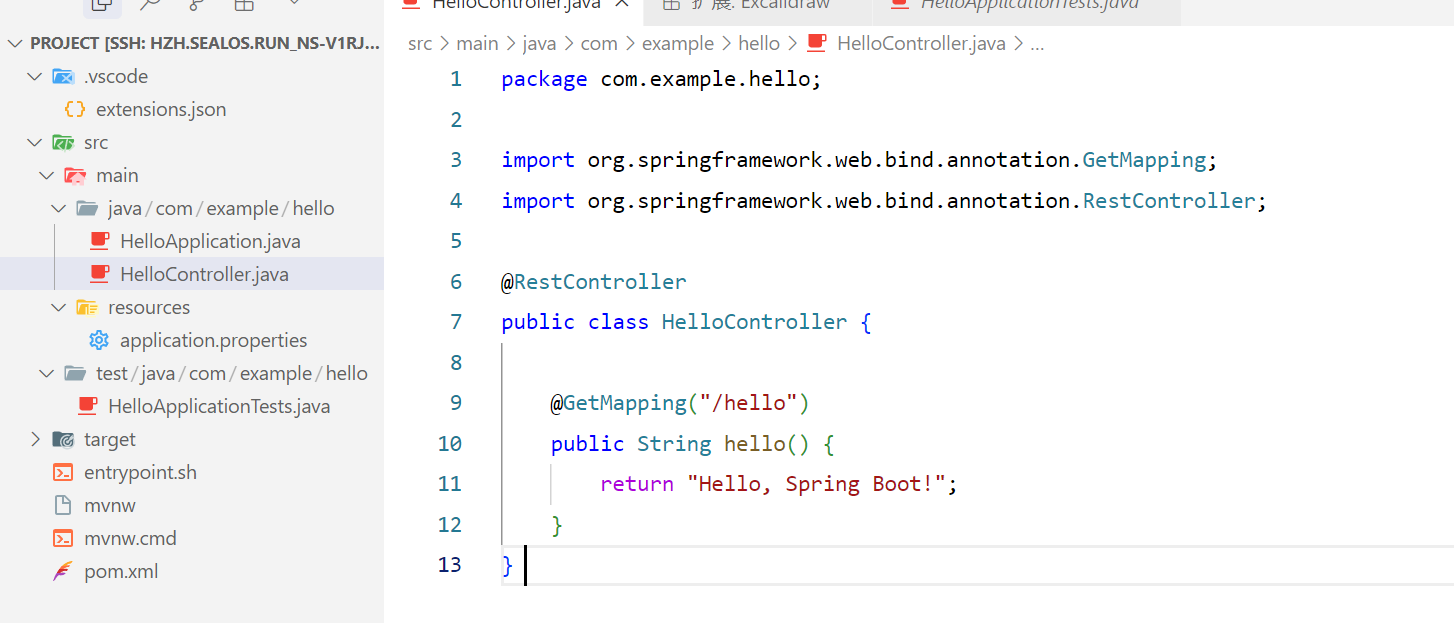 HelloController.java
扩展: Excalidraw
HelloApplicationTests.java
PROJECT [SSH: HZH.SEALOS.RUN_NS-V1RJ...
.vscode
extensions.json
src
main
java/com/example/hello
HelloApplication.java
HelloController.java
resources
application.properties
test/java/com/example/hello
HelloApplicationTests.java
target
entrypoint.sh
mvnw
mvnw.cmd
pom.xml
src > main > java > com > example > hello > HelloController.java > ...
1 package com.example.hello;
2
3 import org.springframework.web.bind.annotation.GetMapping;
4 import org.springframework.web.bind.annotation.RestController;
5
6 @RestController
7 public class HelloController {
8
9 @GetMapping("/hello")
10 public String hello() {
11 return "Hello, Spring Boot!";
12 }
13 }